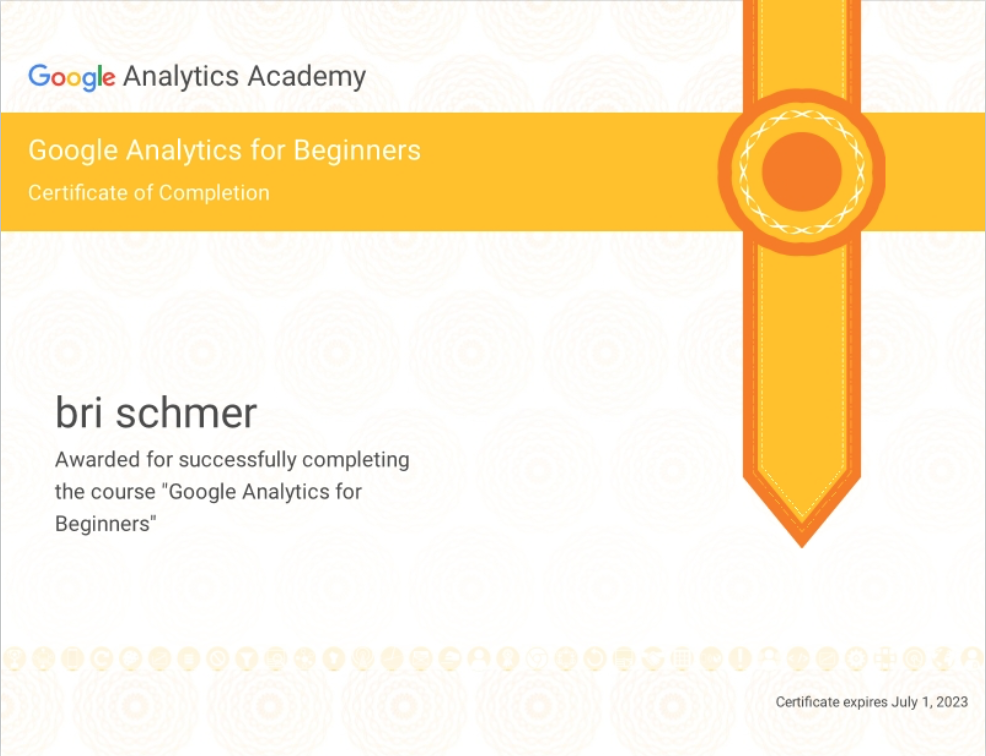 Google Analytics Academy
Google Analytics for Beginners
Certificate of Completion
bri schmer
Awarded for successfully completing
the course "Google Analytics for
Beginners"
Certificate expires July 1, 2023